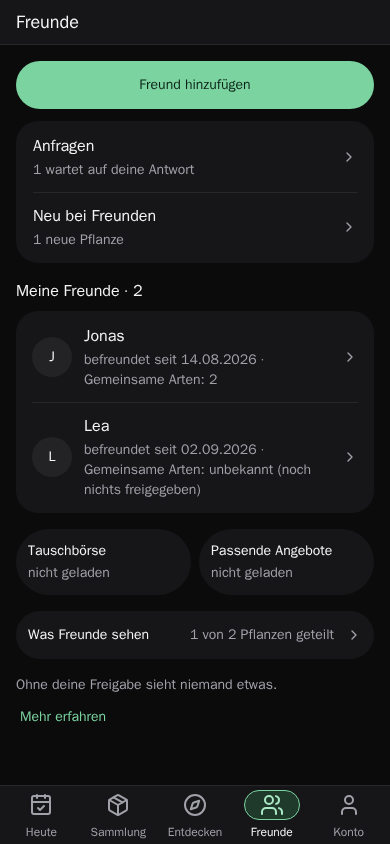 Freunde
Freund hinzufügen
Anfragen
1 wartet auf deine Antwort
Neu bei Freunden
1 neue Pflanze
Meine Freunde · 2
J
Jonas
befreundet seit 14.08.2026 ·
Gemeinsame Arten: 2
L
Lea
befreundet seit 02.09.2026 ·
Gemeinsame Arten: unbekannt (noch
nichts freigegeben)
Tauschbörse
nicht geladen
Passende Angebote
nicht geladen
Was Freunde sehen
1 von 2 Pflanzen geteilt
Ohne deine Freigabe sieht niemand etwas.
Mehr erfahren
Heute
Sammlung
Entdecken
Freunde
Konto